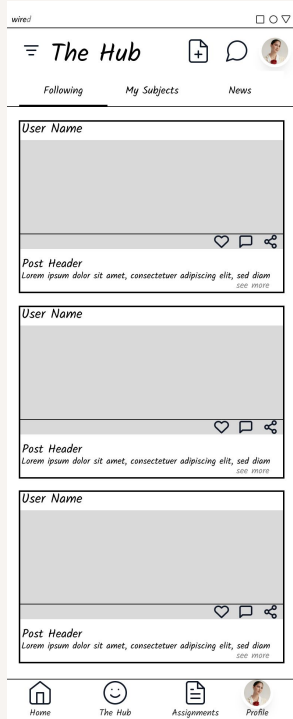 wired
The Hub
Following My Subjects News
User Name
Post Header
Lorem ipsum dolor sit amet, consectetuer adipiscing elit, sed diam
see more
User Name
Post Header
Lorem ipsum dolor sit amet, consectetuer adipiscing elit, sed diam
see more
User Name
Post Header
Lorem ipsum dolor sit amet, consectetuer adipiscing elit, sed diam
see more
Home The Hub Assignments Profile